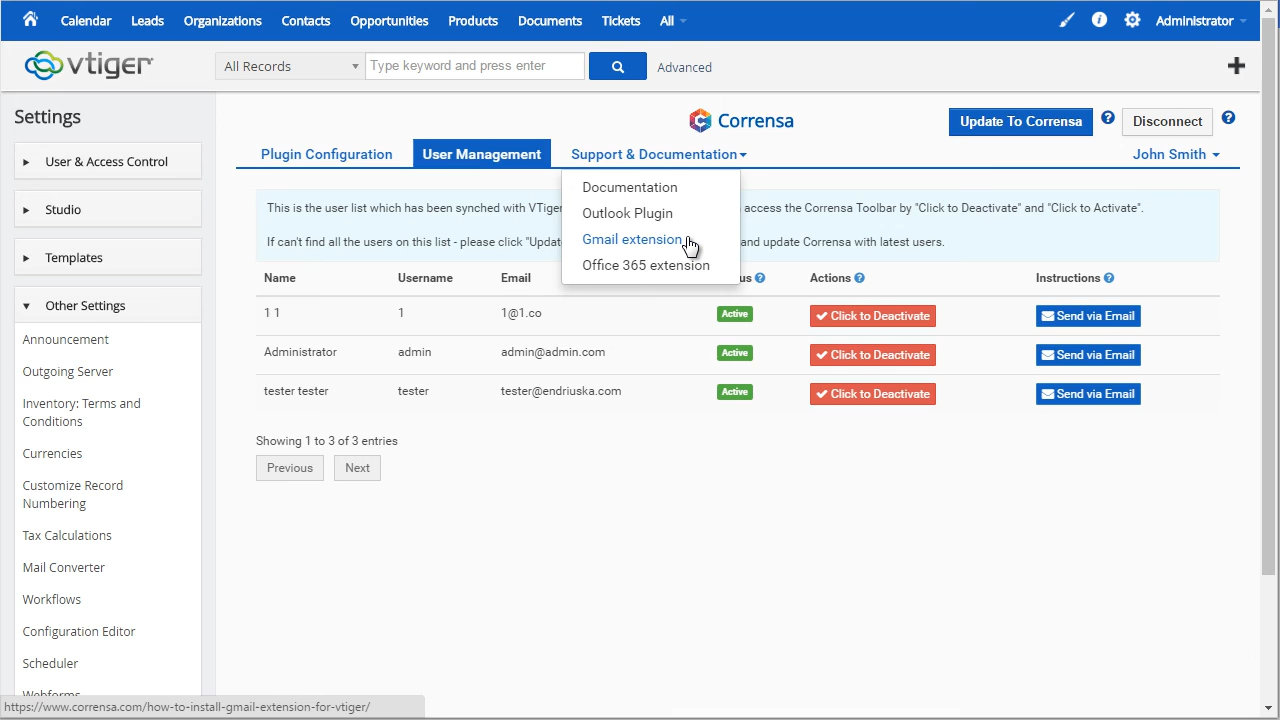 Calendar Leads Organizations Contacts Opportunities Products Documents Tickets All Administrator
vtiger All Records Type keyword and press enter Advanced
Settings
Corrensa Update To Corrensa Disconnect
Plugin Configuration User Management Support & Documentation John Smith
User & Access Control
Studio
Templates
Other Settings
Announcement
Outgoing Server
Inventory: Terms and
Conditions
Currencies
Customize Record
Numbering
Tax Calculations
Mail Converter
Workflows
Configuration Editor
Scheduler
Webforms
Documentation
Outlook Plugin
Gmail extension
Office 365 extension
This is the user list which has been synched with VTiger access the Corrensa Toolbar by "Click to Deactivate" and "Click to Activate".
If can't find all the users on this list - please click "Updat and update Corrensa with latest users.
Name Username Email us Actions Instructions
1 1 1 1@1.co Active Click to Deactivate Send via Email
Administrator admin admin@admin.com Active Click to Deactivate Send via Email
tester tester tester tester@endriuska.com Active Click to Deactivate Send via Email
Showing 1 to 3 of 3 entries
Previous Next
https://www.corrensa.com/how-to-install-gmail-extension-for-vtiger/